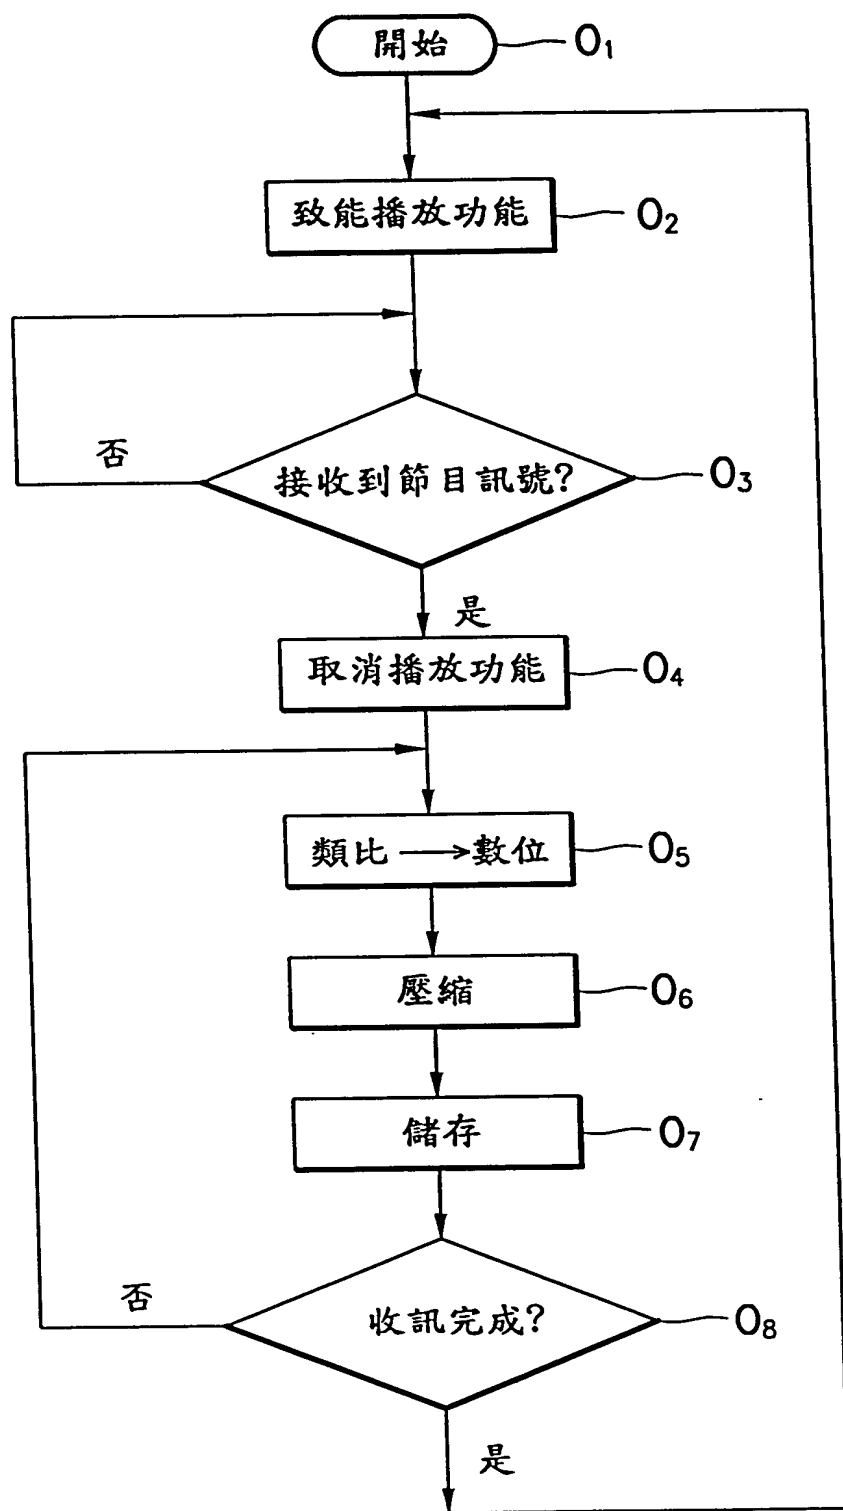 開始
O₁
致能播放功能
O₂
否
接收到節目訊號?
O₃
是
取消播放功能
O₄
類比→數位
O₅
壓縮
O₆
儲存
O₇
否
收訊完成?
O₈
是